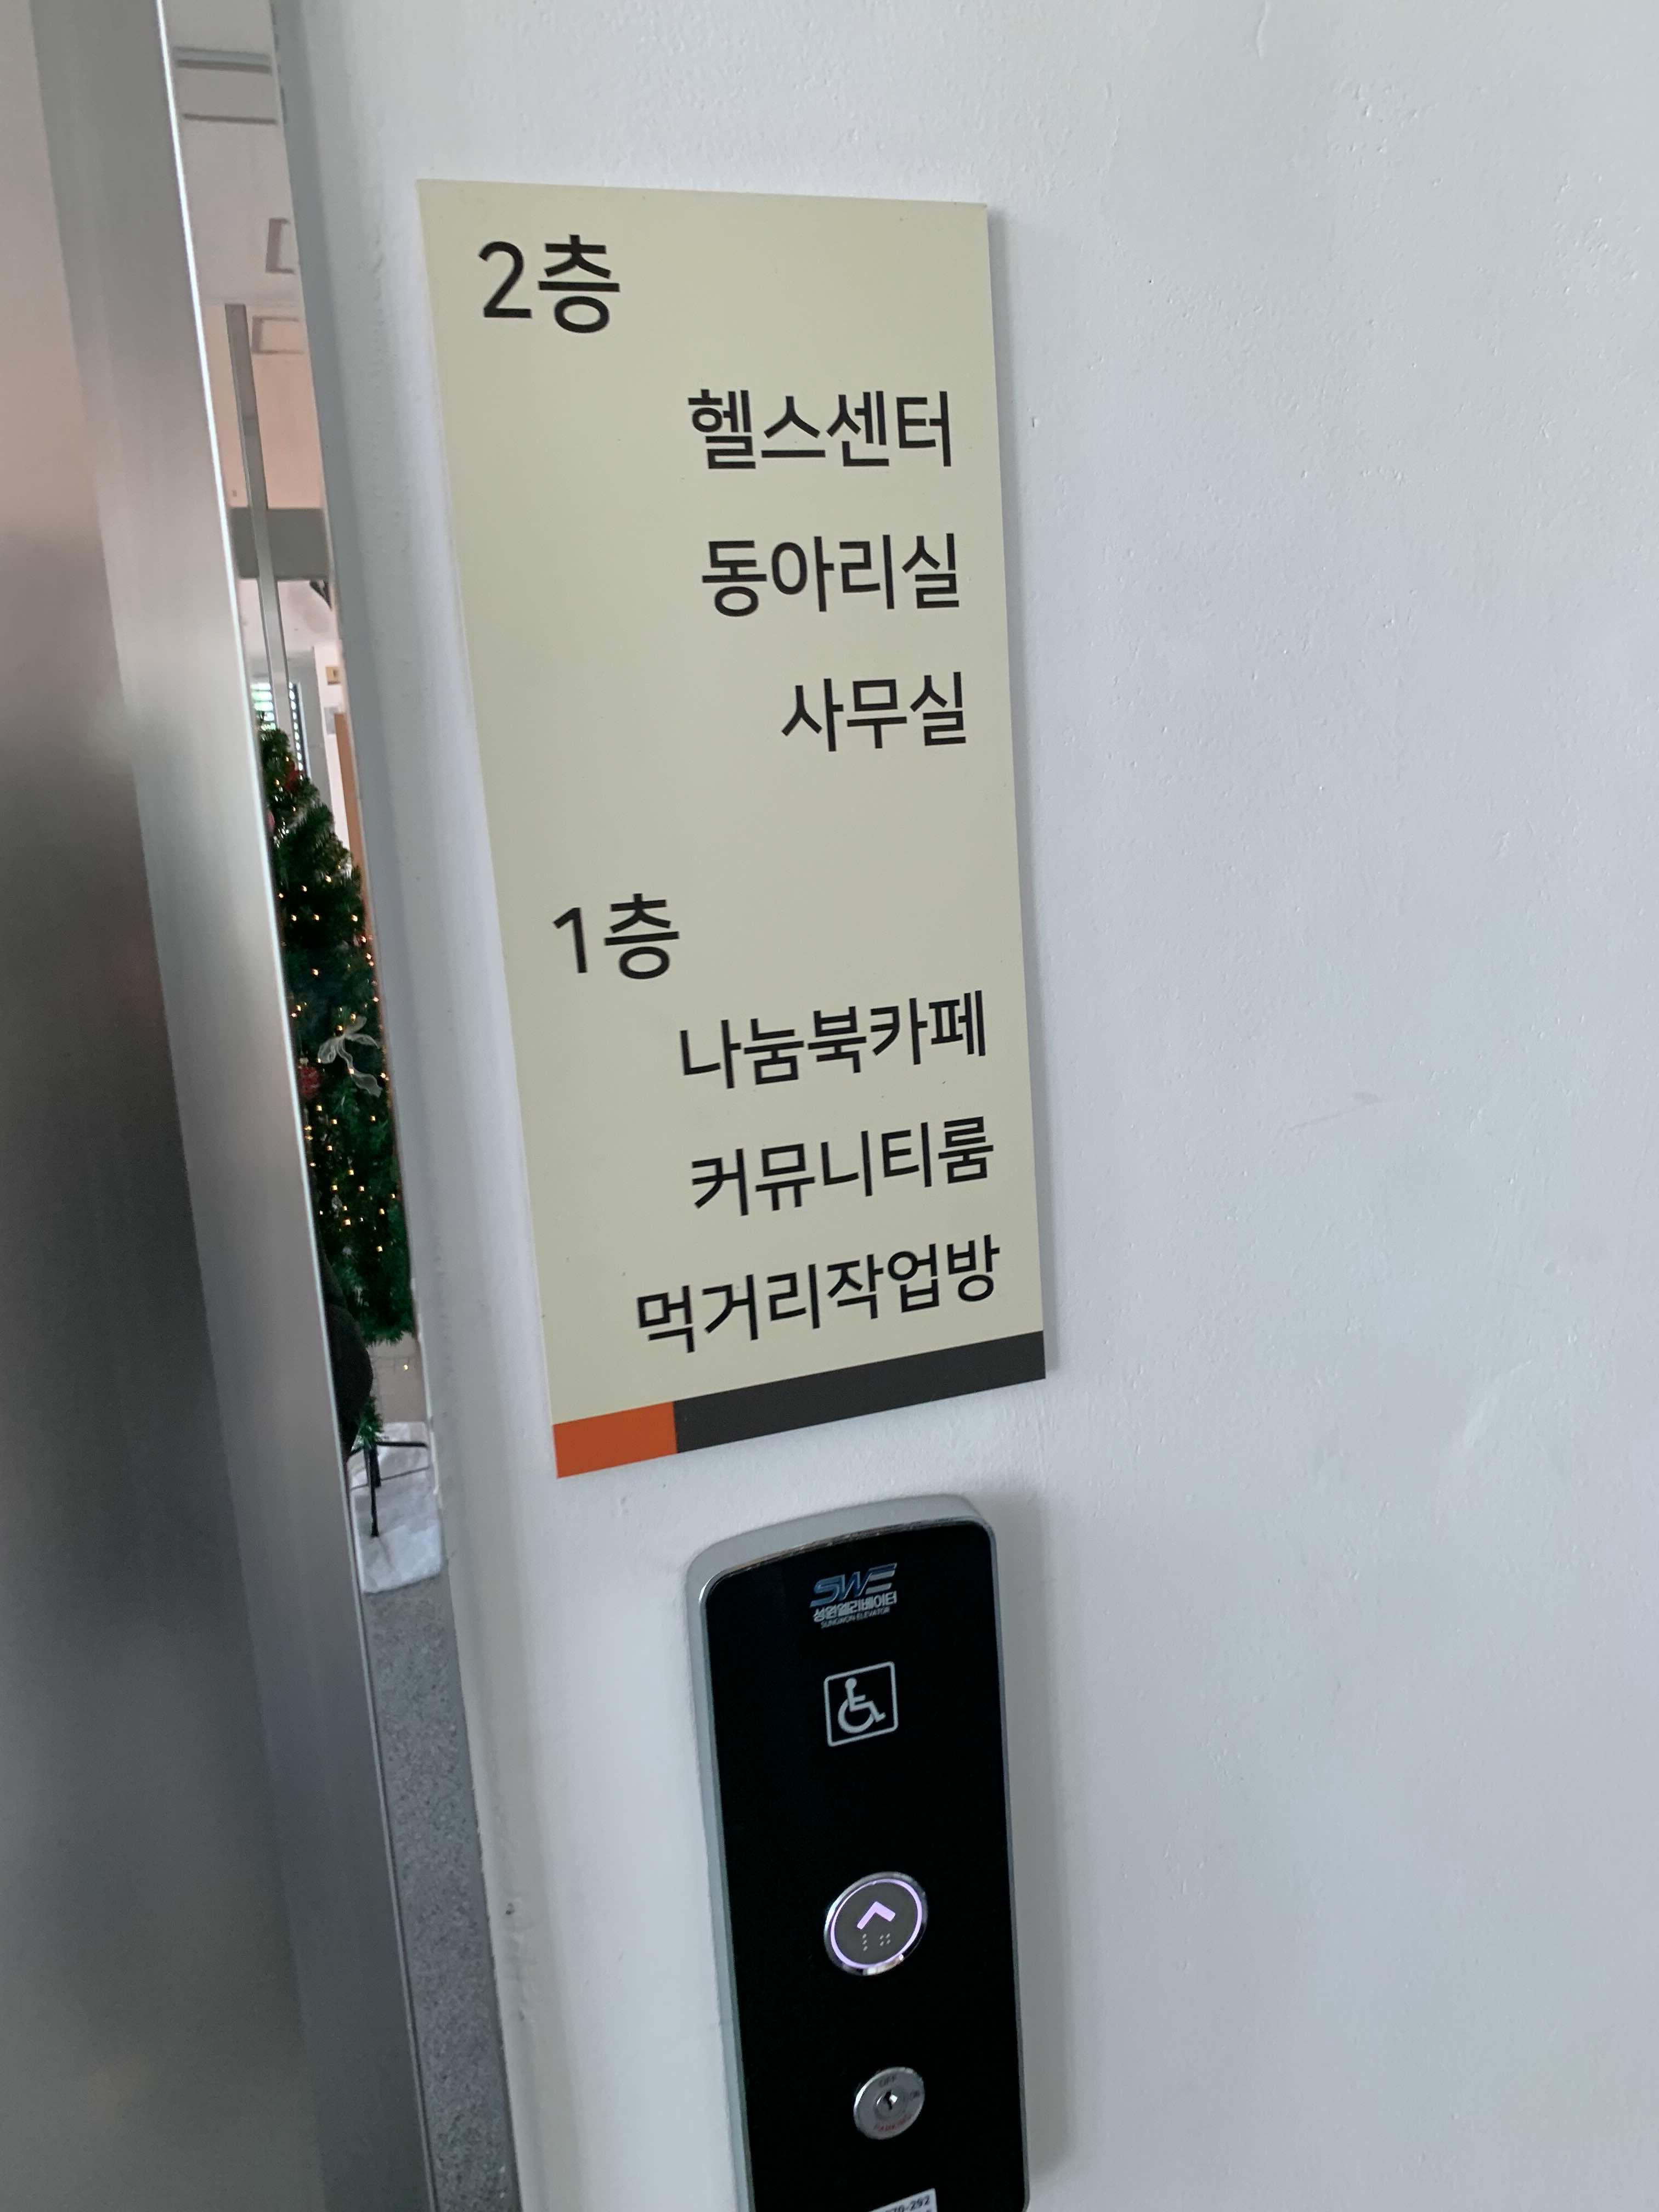 2층
헬스센터
동아리실
사무실
1층
나눔북카페
커뮤니티룸
먹거리작업방
SWE
성원엘리베이터
SUNGWON ELEVATOR
OFF